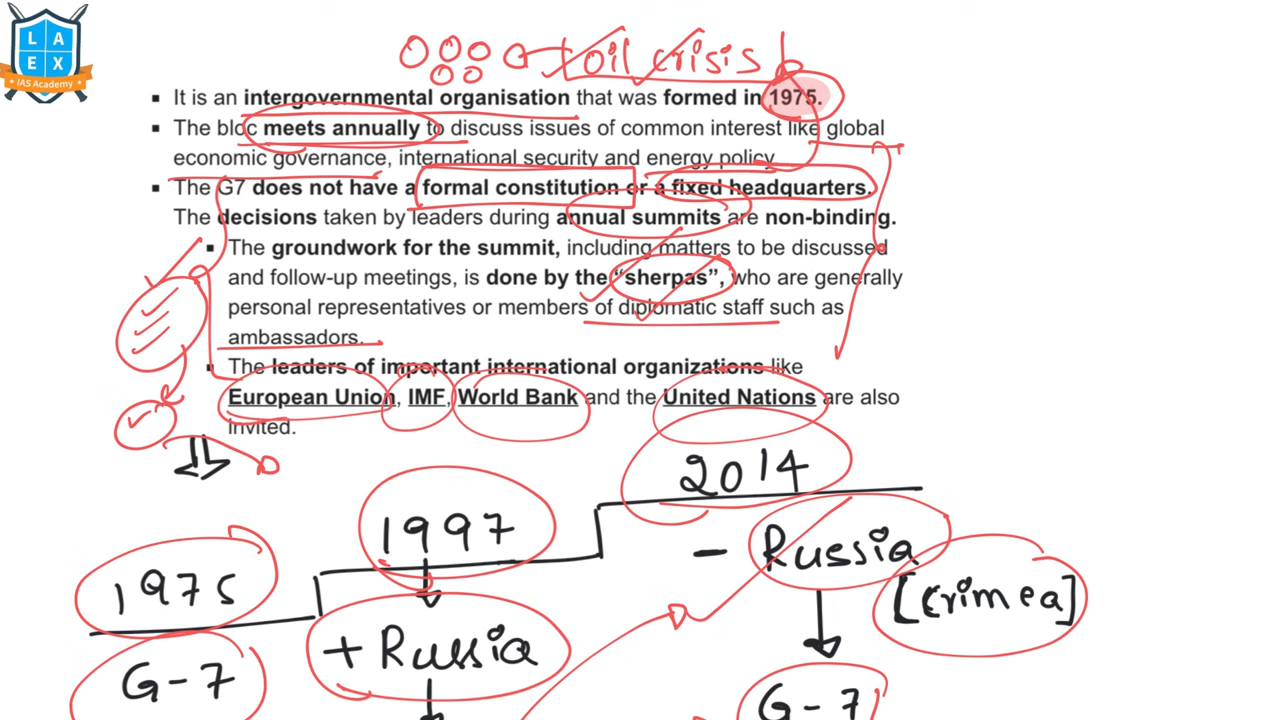 L A
E X
IAS Academy
oil crisis
▪ It is an intergovernmental organisation that was formed in 1975.
▪ The bloc meets annually to discuss issues of common interest like global
economic governance, international security and energy policy.
▪ The G7 does not have a formal constitution or a fixed headquarters.
The decisions taken by leaders during annual summits are non-binding.
▪ The groundwork for the summit, including matters to be discussed
and follow-up meetings, is done by the “sherpas”, who are generally
personal representatives or members of diplomatic staff such as
ambassadors.
▪ The leaders of important international organizations like
European Union, IMF, World Bank and the United Nations are also
invited.
2014
1997
- Russia
1975
[Crimea]
+ Russia
G-7
G-7